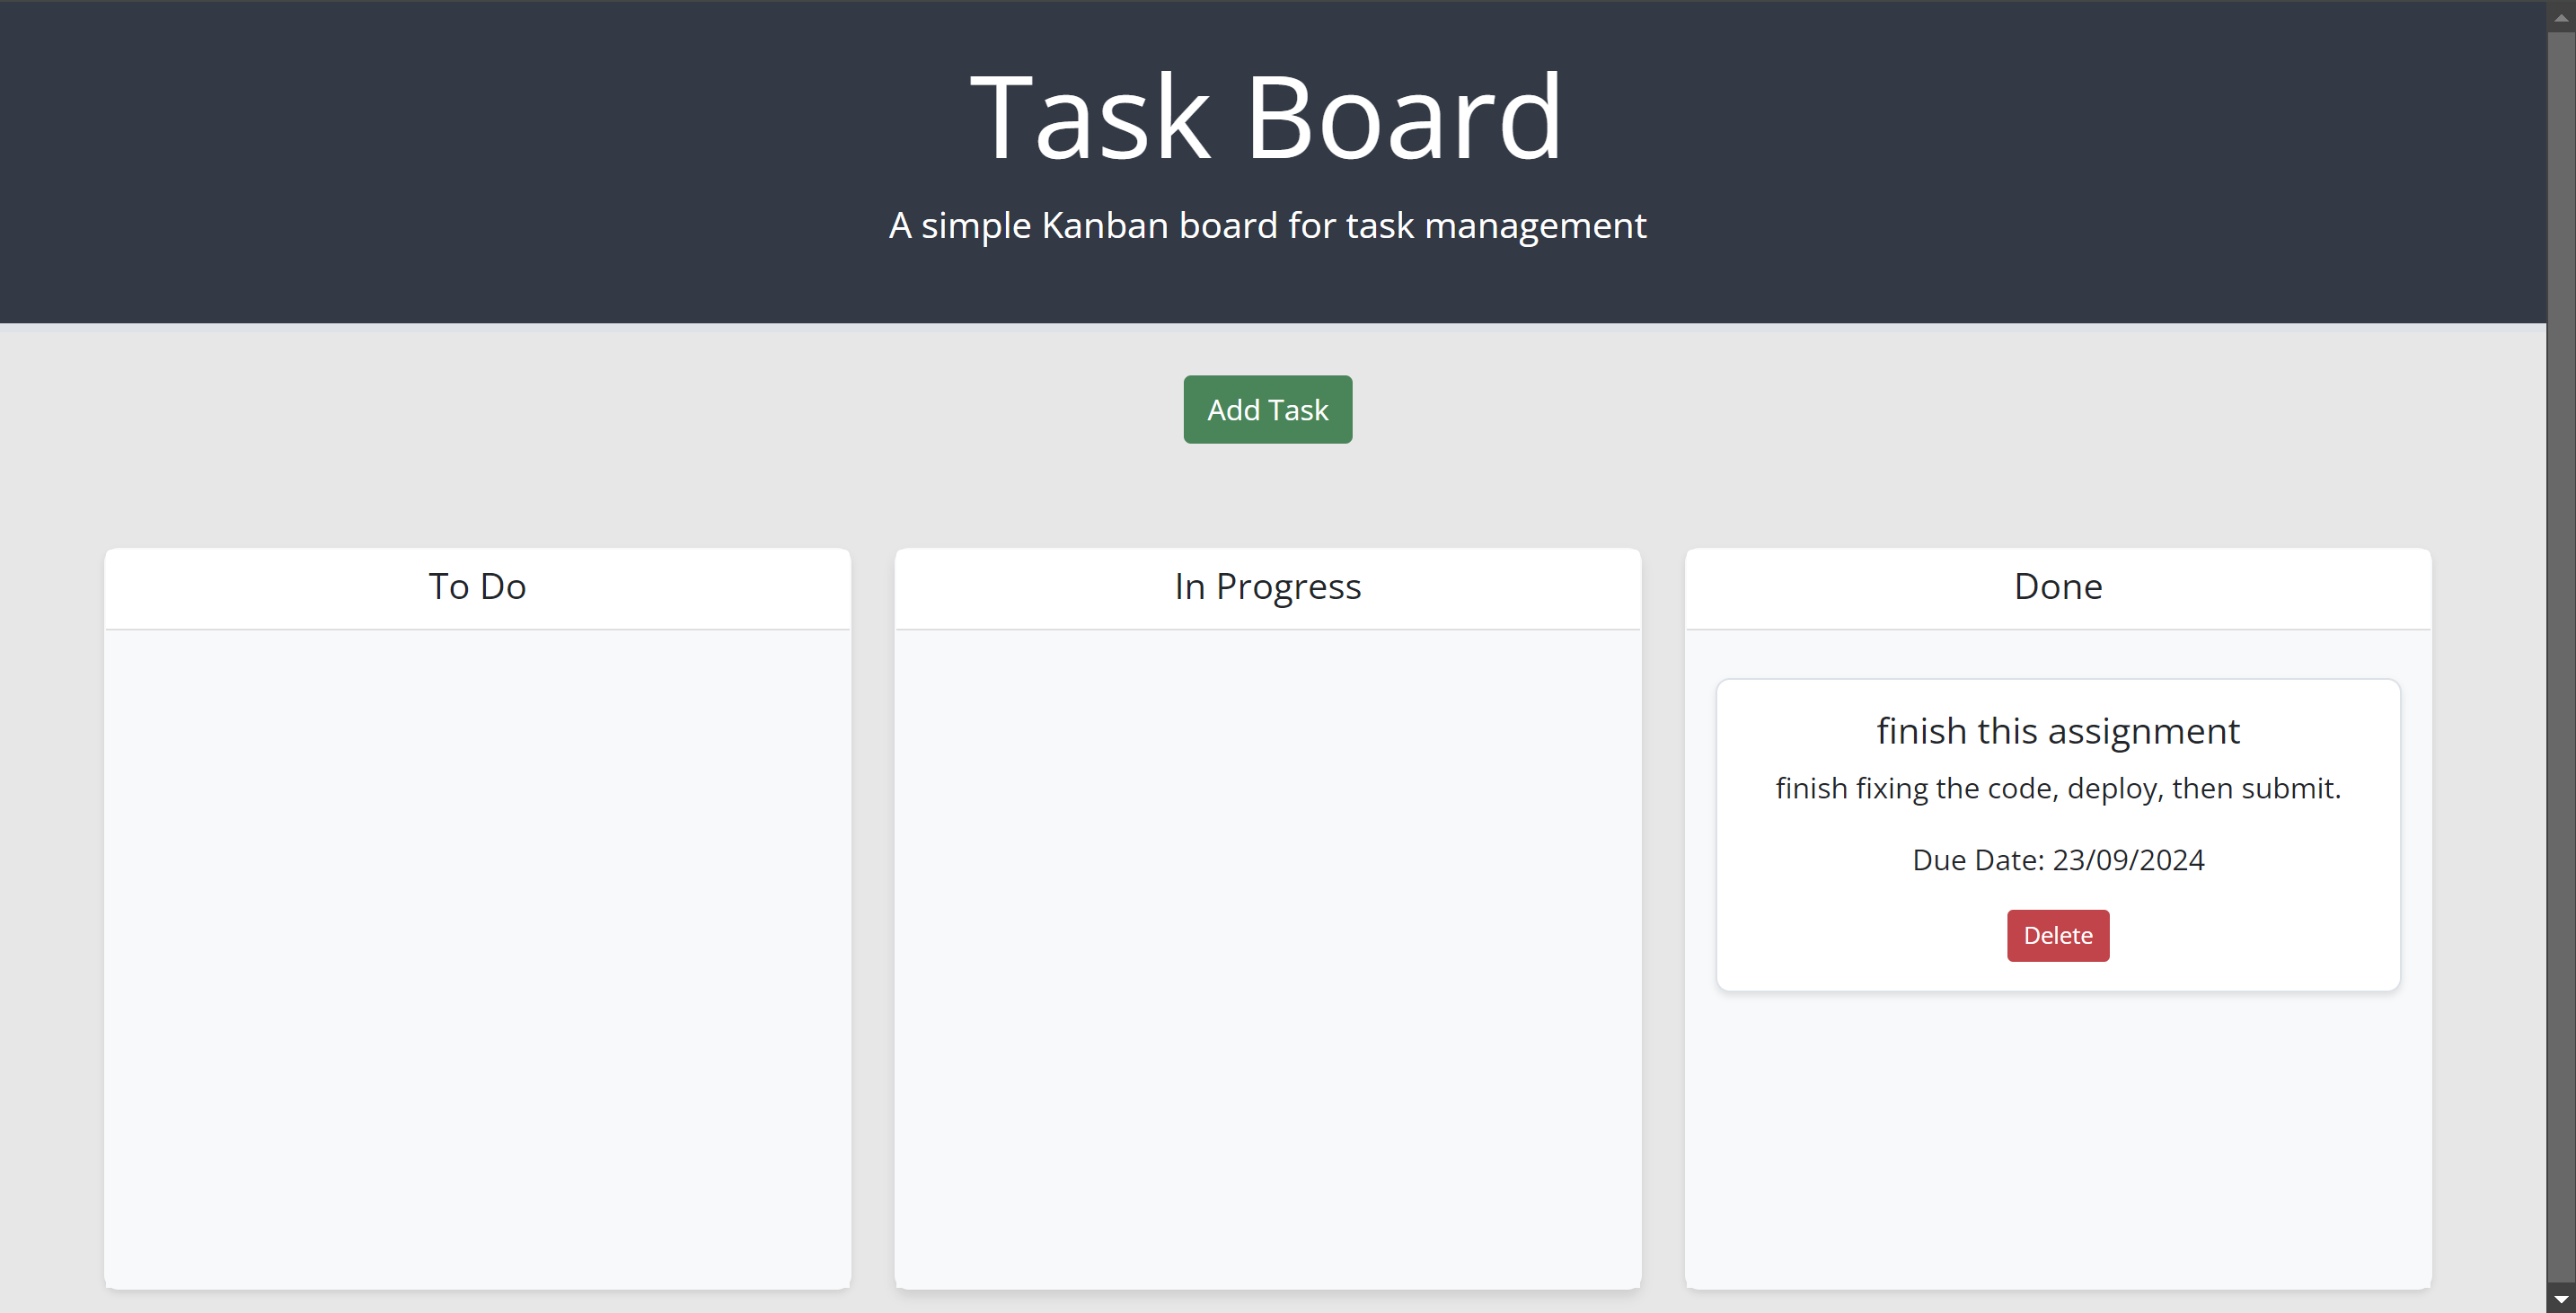 Task Board
A simple Kanban board for task management
Add Task
To Do
In Progress
Done
finish this assignment
finish fixing the code, deploy, then submit.
Due Date: 23/09/2024
Delete